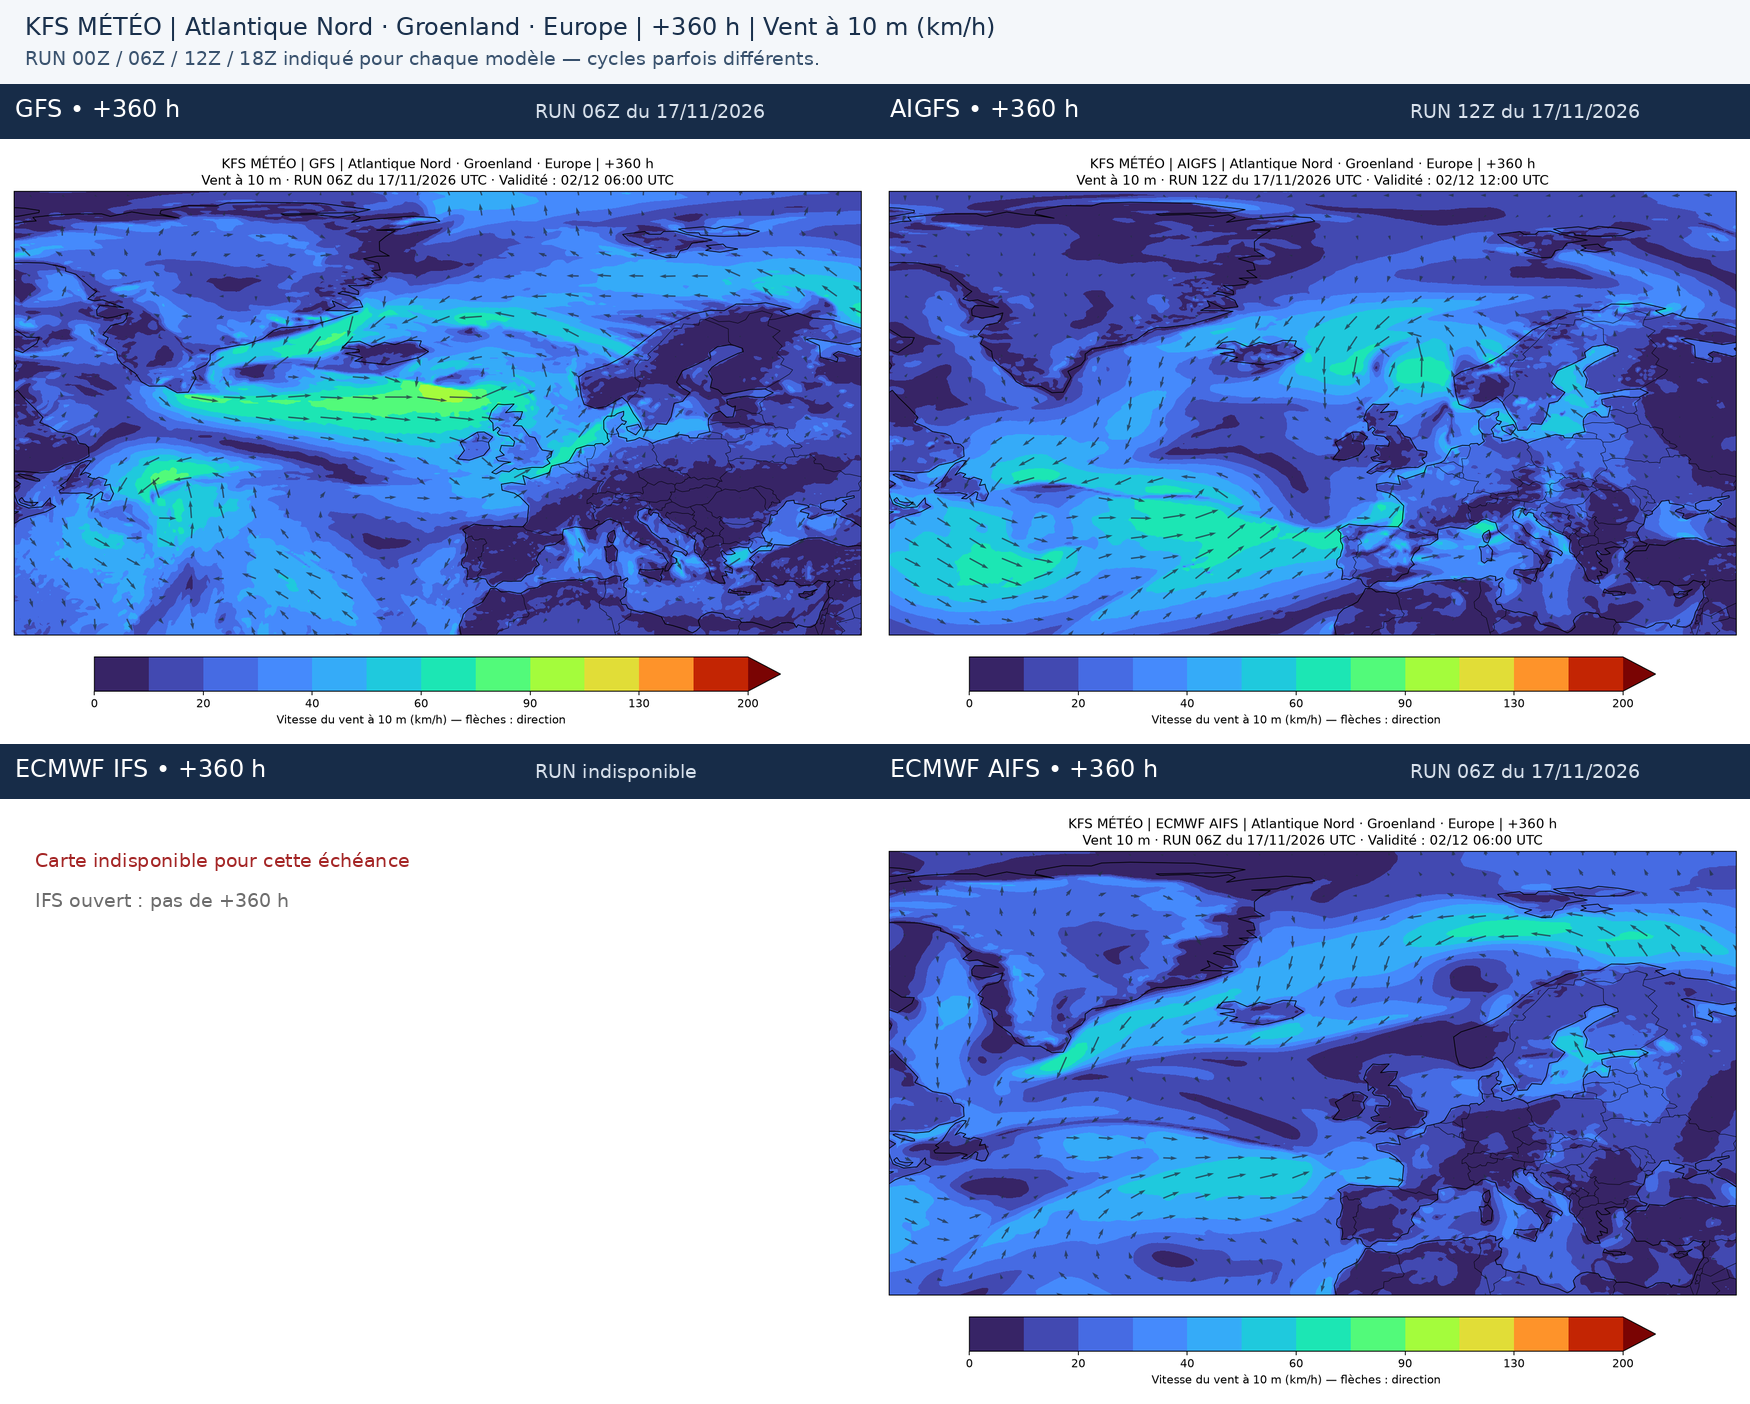 KFS MÉTÉO | Atlantique Nord · Groenland · Europe | +360 h | Vent à 10 m (km/h)
RUN 00Z / 06Z / 12Z / 18Z indiqué pour chaque modèle — cycles parfois différents.
GFS • +360 h
RUN 06Z du 17/11/2026
KFS MÉTÉO | GFS | Atlantique Nord · Groenland · Europe | +360 h
Vent à 10 m · RUN 06Z du 17/11/2026 UTC · Validité : 02/12 06:00 UTC
0 20 40 60 90 130 200
Vitesse du vent à 10 m (km/h) — flèches : direction
AIGFS • +360 h
RUN 12Z du 17/11/2026
KFS MÉTÉO | AIGFS | Atlantique Nord · Groenland · Europe | +360 h
Vent à 10 m · RUN 12Z du 17/11/2026 UTC · Validité : 02/12 12:00 UTC
0 20 40 60 90 130 200
Vitesse du vent à 10 m (km/h) — flèches : direction
ECMWF IFS • +360 h
RUN indisponible
Carte indisponible pour cette échéance
IFS ouvert : pas de +360 h
ECMWF AIFS • +360 h
RUN 06Z du 17/11/2026
KFS MÉTÉO | ECMWF AIFS | Atlantique Nord · Groenland · Europe | +360 h
Vent 10 m · RUN 06Z du 17/11/2026 UTC · Validité : 02/12 06:00 UTC
0 20 40 60 90 130 200
Vitesse du vent à 10 m (km/h) — flèches : direction